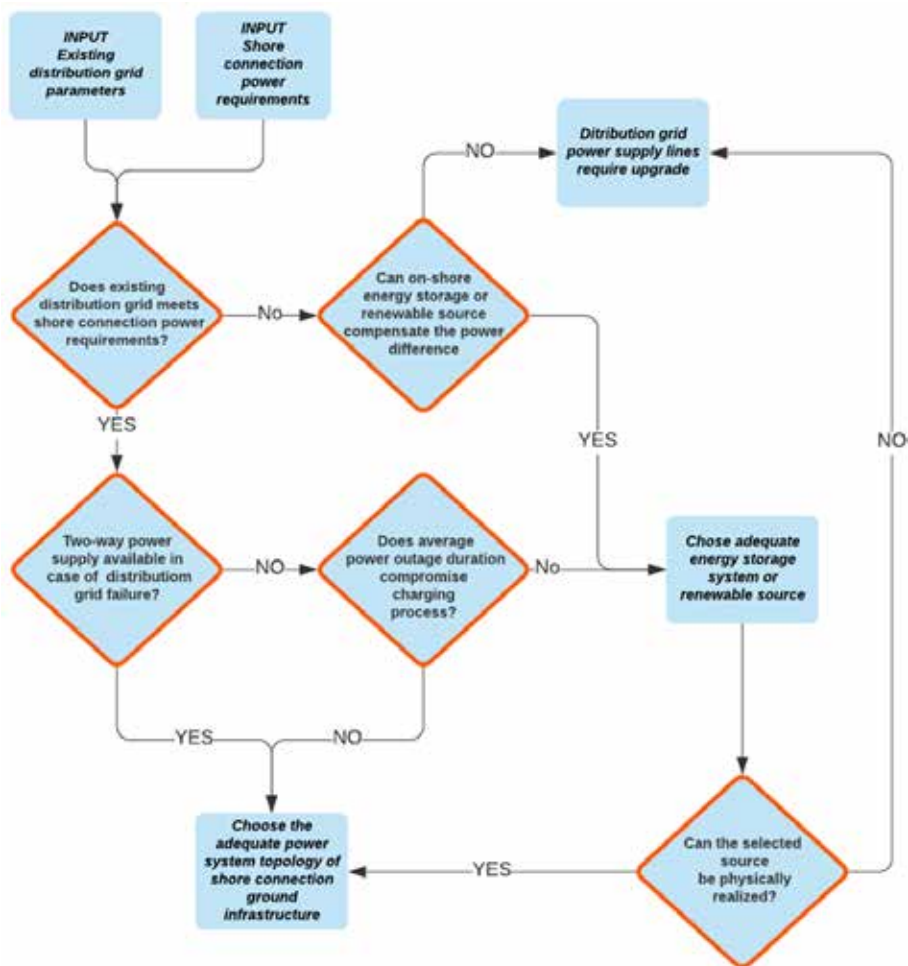 INPUT
Existing
distribution grid
parameters
INPUT
Shore
connection
power
requirements
NO
Ditribution grid
power supply lines
require upgrade
Does existing
distribution grid meets
shore connection power
requirements?
No
Can on-shore
energy storage or
renewable source
compensate the power
difference
YES
YES
NO
Two-way power
supply available in
case of distributiom
grid failure?
NO
Does average
power outage duration
compromise
charging
process?
No
Chose adequate
energy storage
system or
renewable source
YES
NO
Choose the
adequate power
system topology of
shore connection
ground
infrastructure
YES
Can the selected
source
be physically
realized?